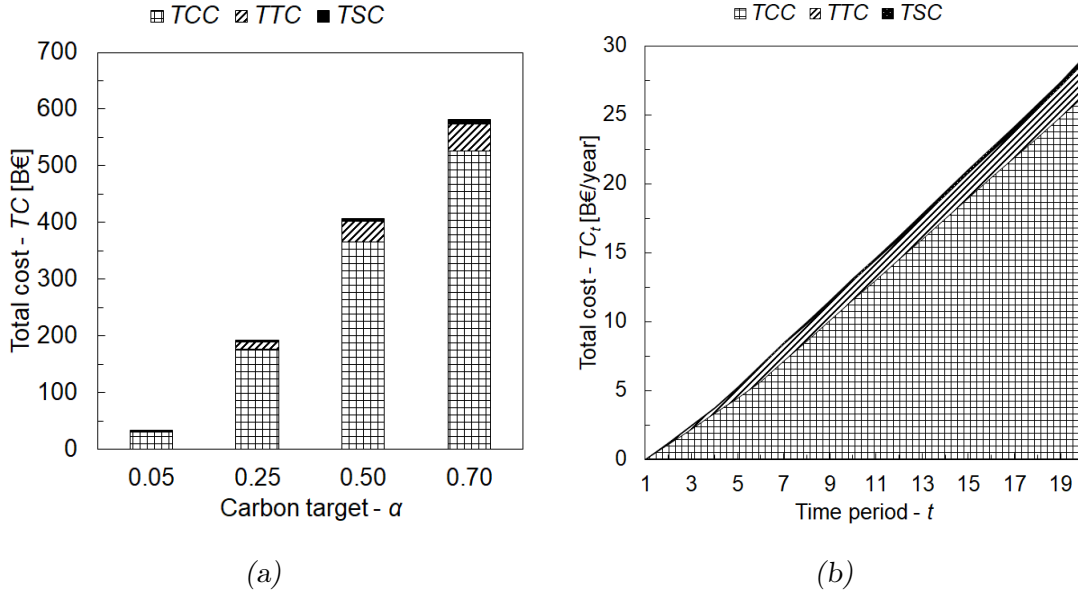 TCC TTC TSC
700
600
500
400
300
200
100
0
Total cost - TC [B€]
0.05 0.25 0.50 0.70
Carbon target - α
(a)
TCC TTC TSC
30
25
20
15
10
5
0
Total cost - TCt [B€/year]
1 3 5 7 9 11 13 15 17 19
Time period - t
(b)